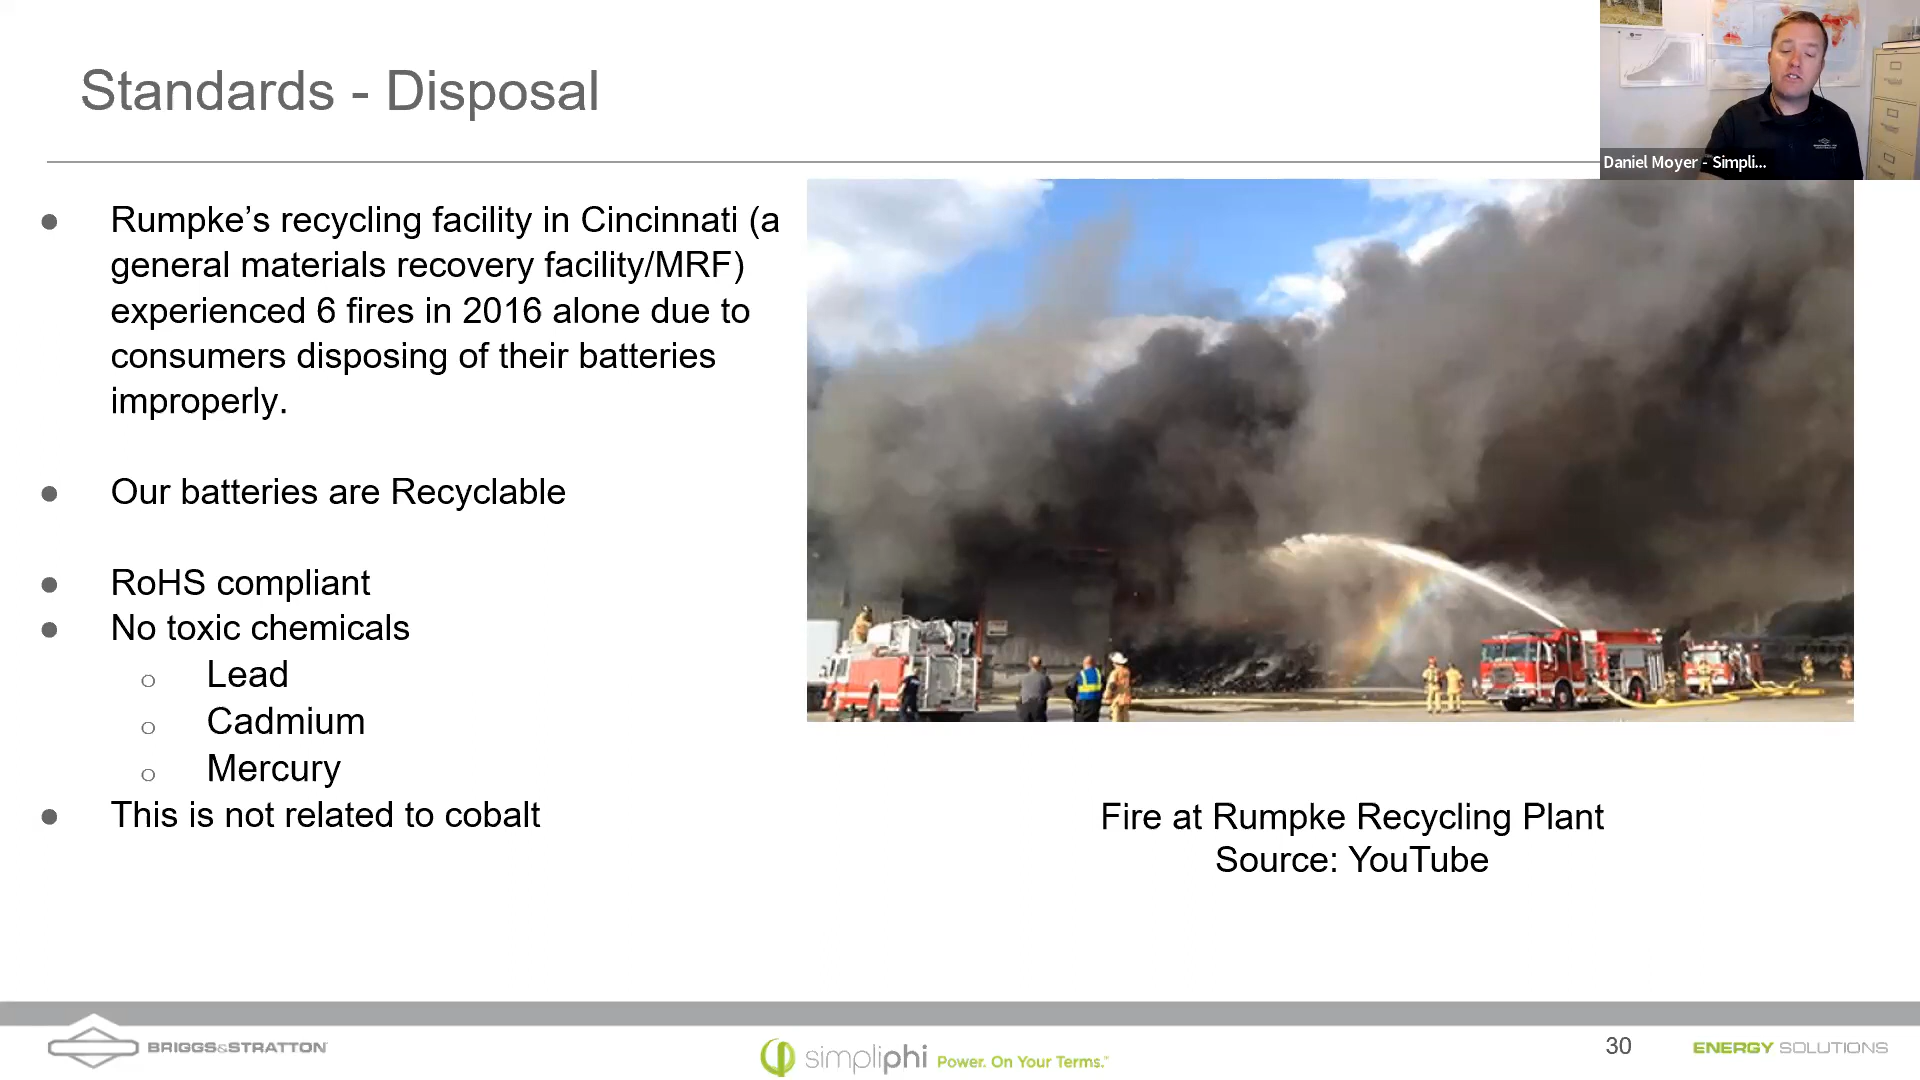 Standards - Disposal
Daniel Moyer - Simpli...
Rumpke’s recycling facility in Cincinnati (a
general materials recovery facility/MRF)
experienced 6 fires in 2016 alone due to
consumers disposing of their batteries
improperly.
Our batteries are Recyclable
RoHS compliant
No toxic chemicals
Lead
Cadmium
Mercury
This is not related to cobalt
Fire at Rumpke Recycling Plant
Source: YouTube
BRIGGS&STRATTON
simpliphi Power. On Your Terms.
30
ENERGY SOLUTIONS